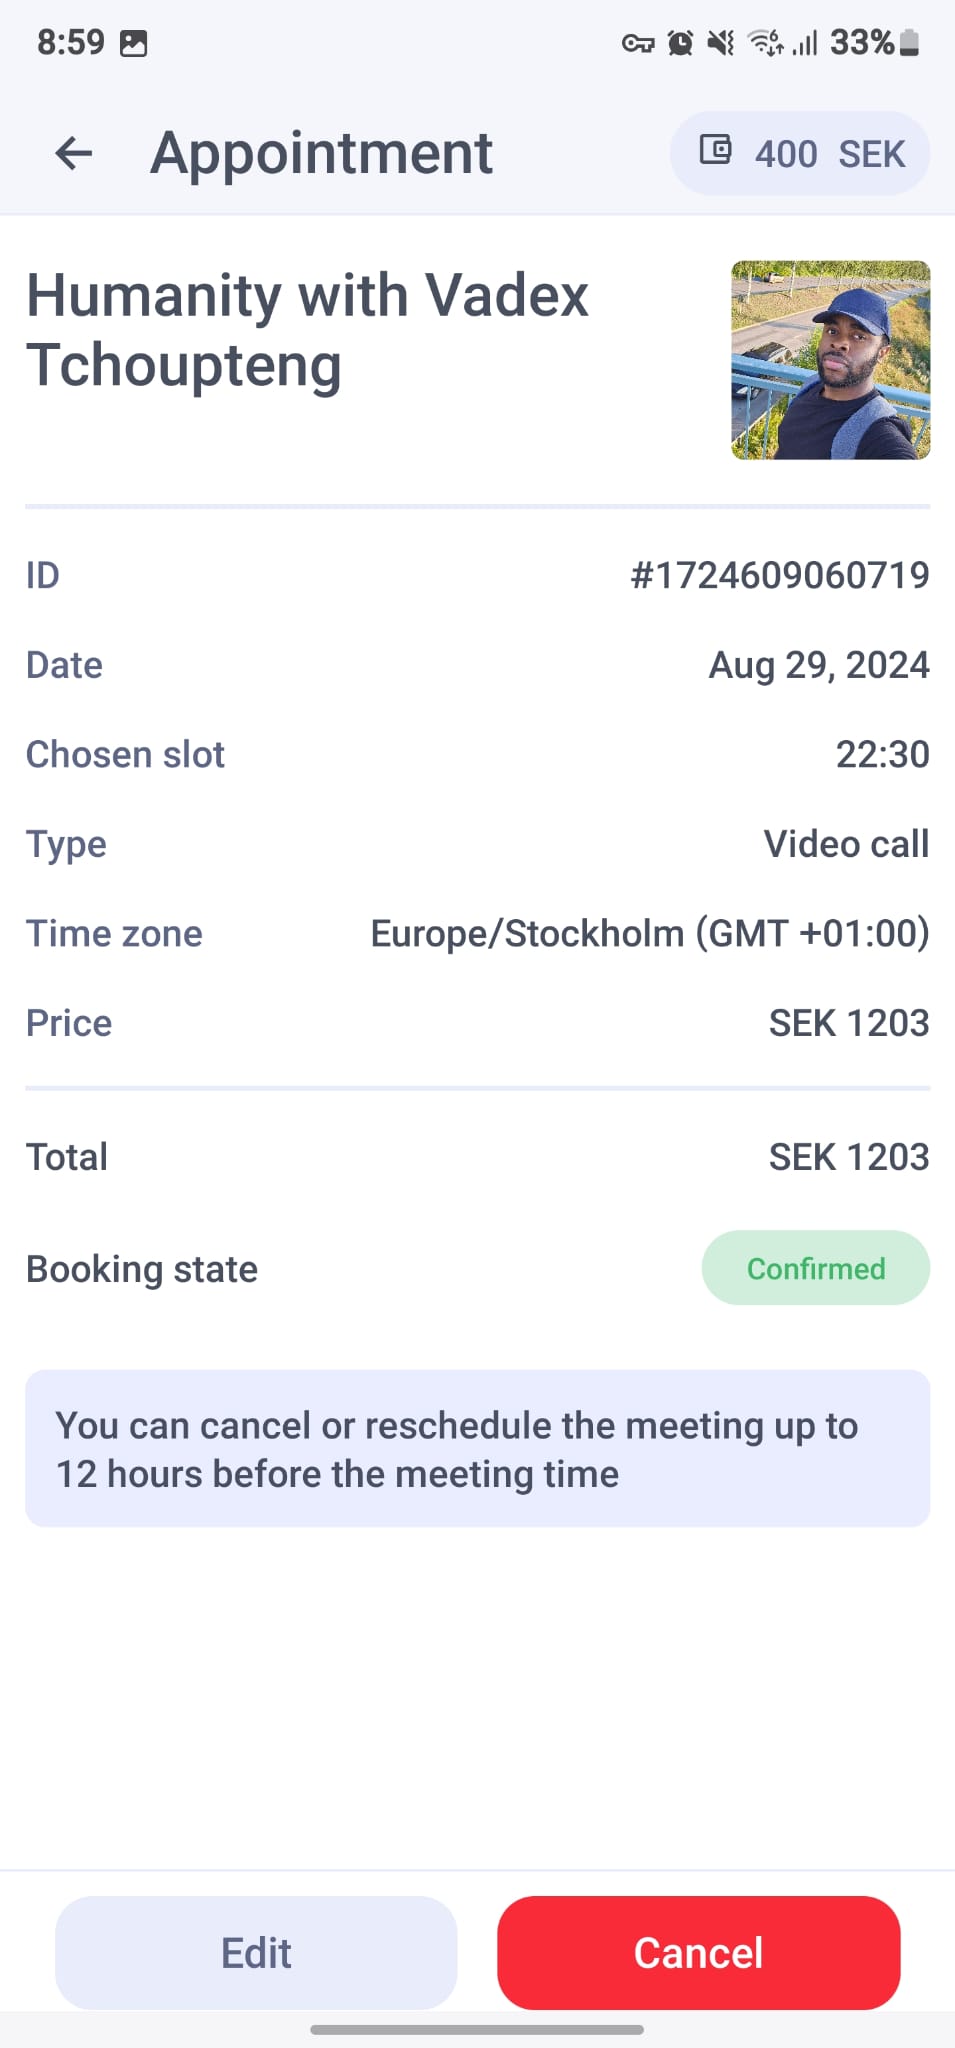 8:59 33%
Appointment 400 SEK
Humanity with Vadex
Tchoupteng
ID #1724609060719
Date Aug 29, 2024
Chosen slot 22:30
Type Video call
Time zone Europe/Stockholm (GMT +01:00)
Price SEK 1203
Total SEK 1203
Booking state Confirmed
You can cancel or reschedule the meeting up to
12 hours before the meeting time
Edit Cancel